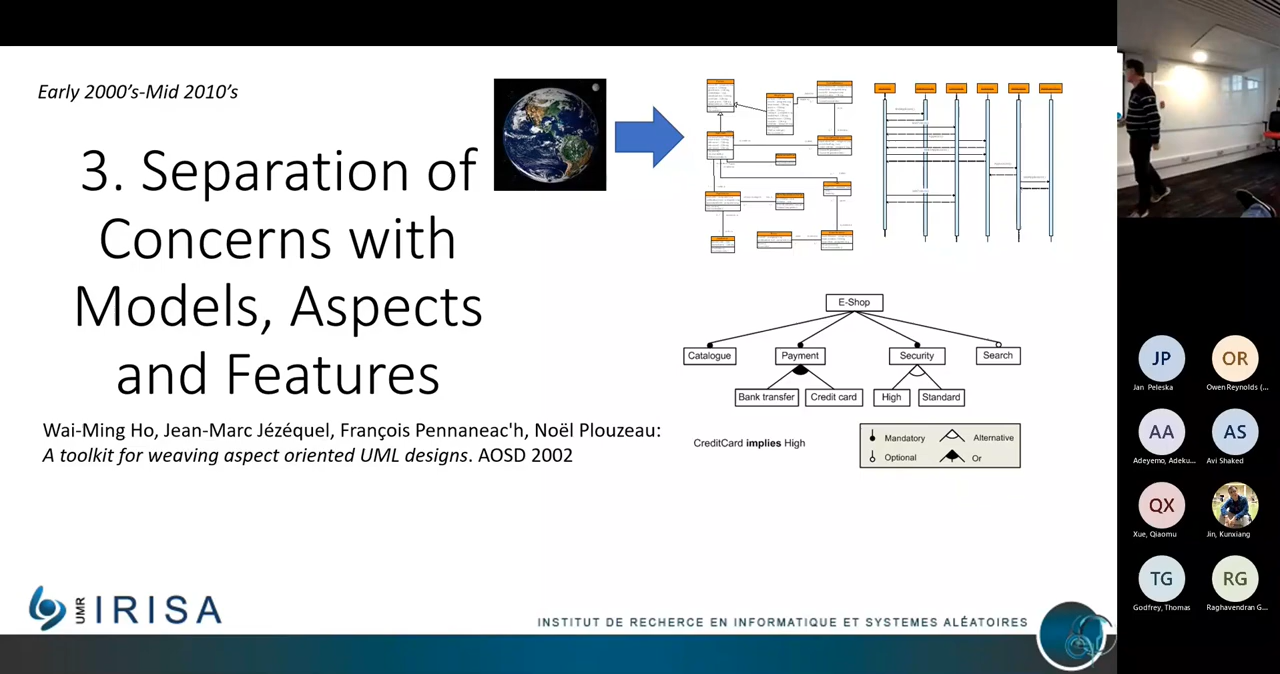 Early 2000's-Mid 2010's
3. Separation of
Concerns with
Models, Aspects
and Features
Wai-Ming Ho, Jean-Marc Jézéquel, François Pennaneac'h, Noël Plouzeau:
A toolkit for weaving aspect oriented UML designs. AOSD 2002
E-Shop
Catalogue
Payment
Security
Search
Bank transfer
Credit card
High
Standard
CreditCard implies High
Mandatory
Alternative
Optional
Or
UMR IRISA
INSTITUT DE RECHERCE EN INFORMATIQUE ET SYSTEMES ALÉATOIRES
JP
OR
Jan Peleska
Owen Reynolds (...
AA
AS
Adeyemo, Adeku...
Avi Shaked
QX
Xue, Qiaomu
Jin, Kunxiang
TG
RG
Godfrey, Thomas
Raghavendran G...